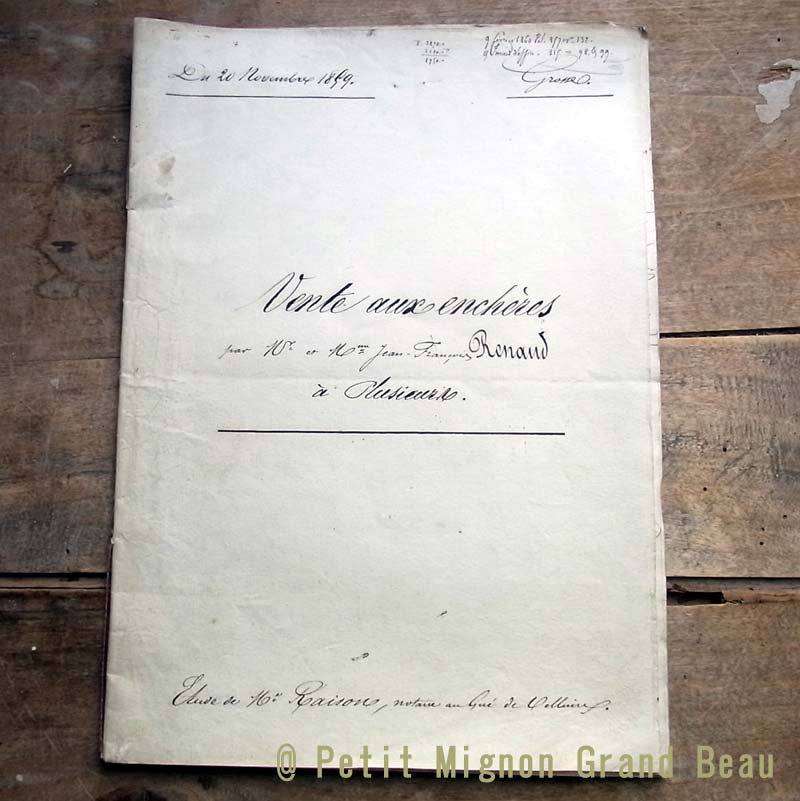 Du 20 Novembre 1859.
Grosse.
Vente aux enchères
par Mr. et Mme Jean-François Renaud
à Plusieurs.
Etude de Me Raison, notaire au Gué de Velluire.
@ Petit Mignon Grand Beau